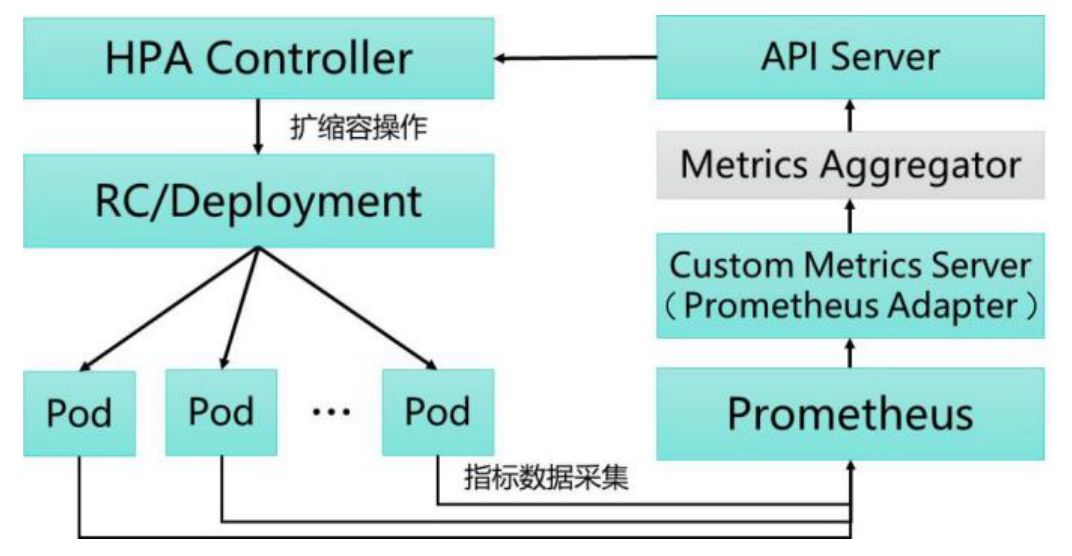 HPA Controller
API Server
扩缩容操作
Metrics Aggregator
RC/Deployment
Custom Metrics Server
（Prometheus Adapter）
Pod
Pod
...
Pod
Prometheus
指标数据采集